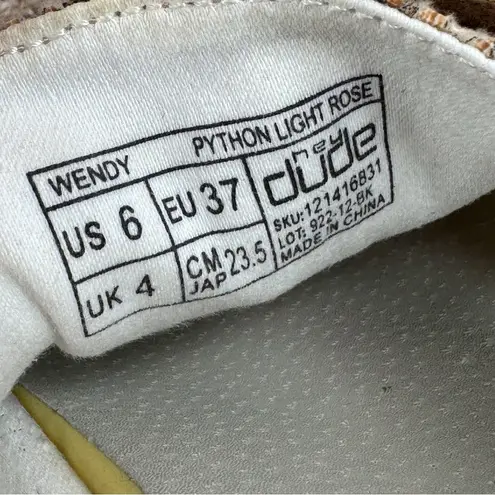 WENDY PYTHON LIGHT ROSE
US 6 EU 37 hey dude
UK 4 CM JAP 23.5
SKU:121416831
LOT: 922-12-BK
MADE IN CHINA